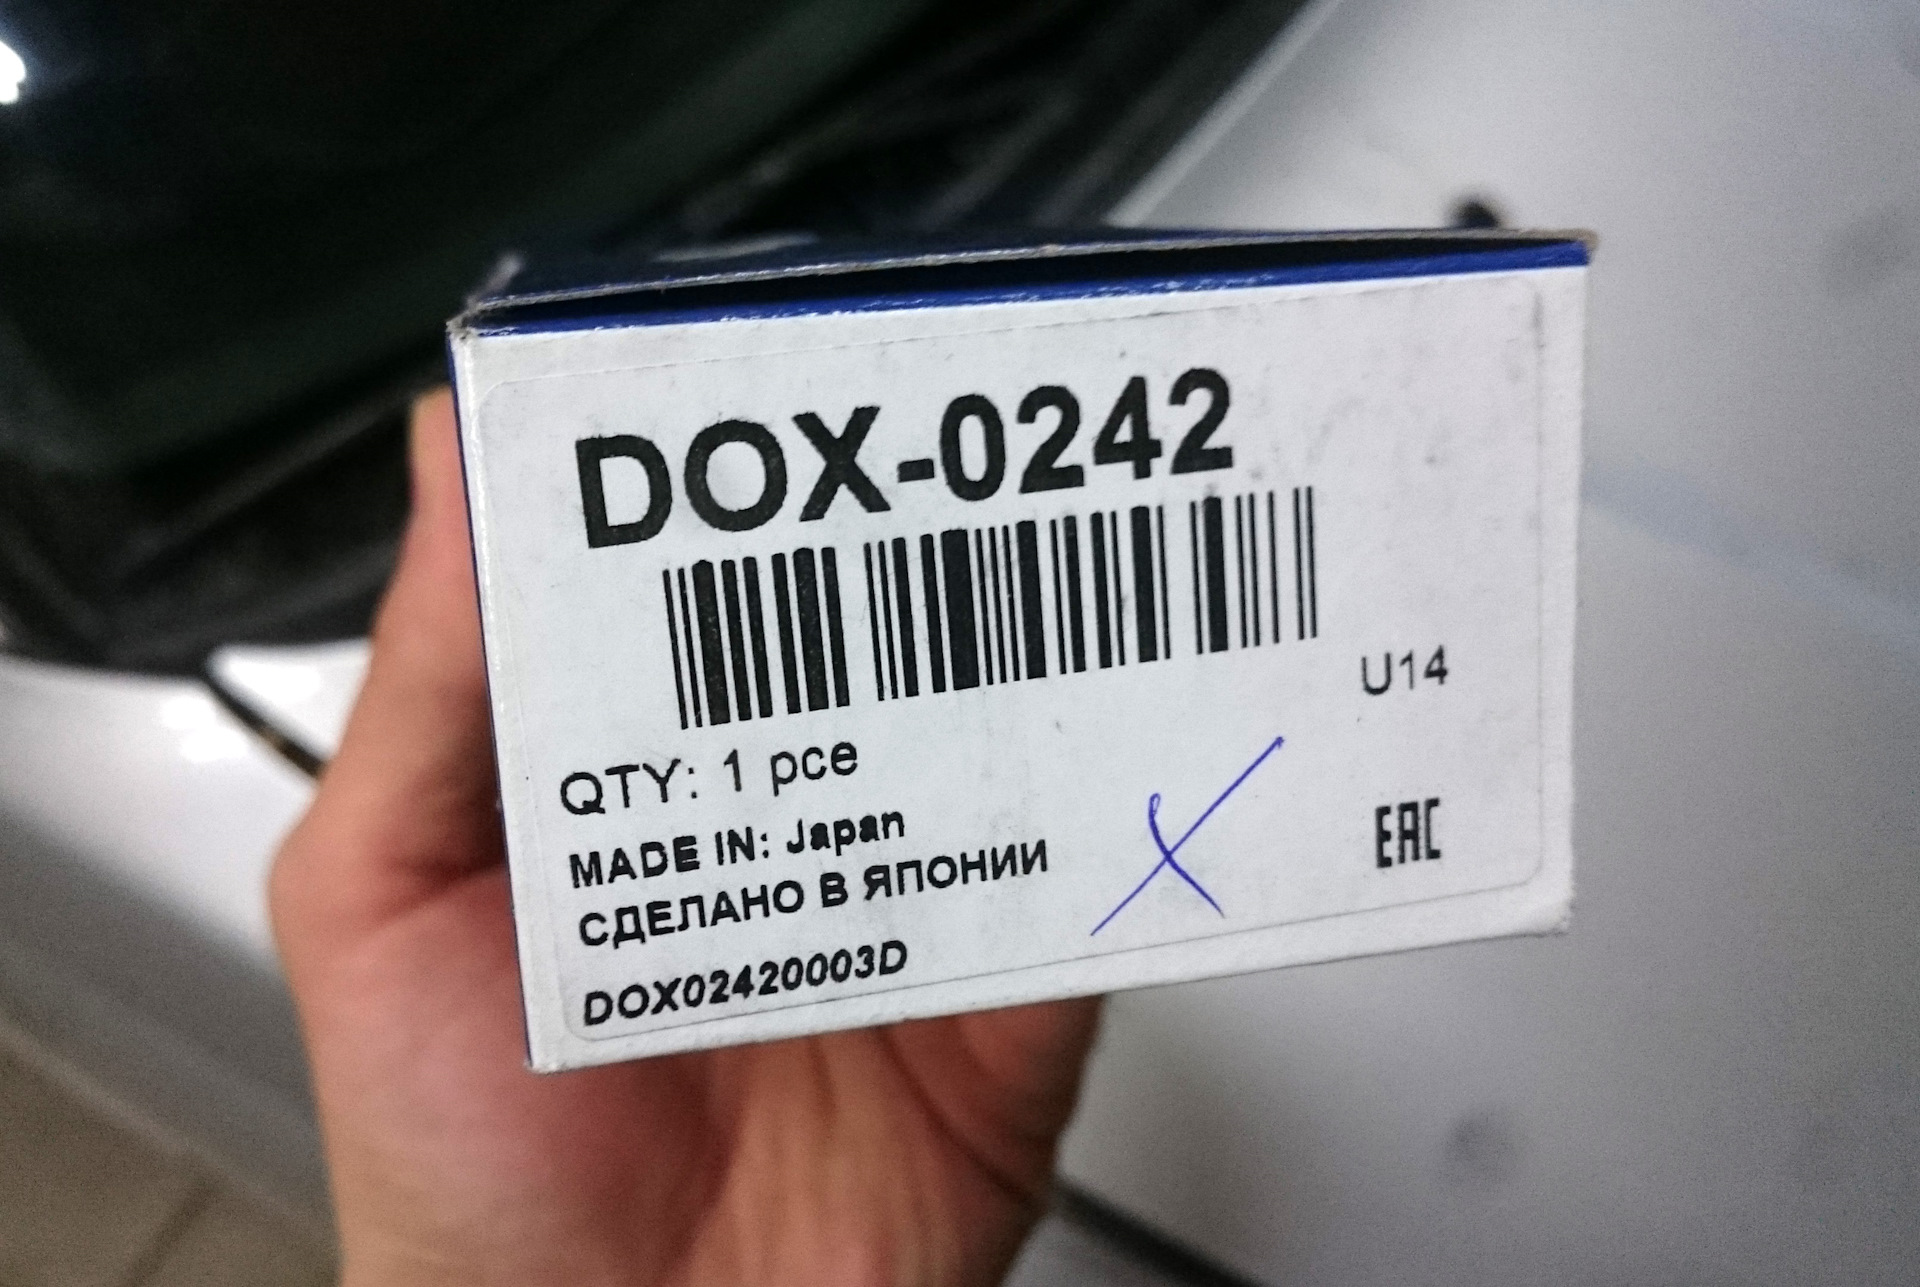 DOX-0242
U14
QTY: 1 pce
MADE IN: Japan
СДЕЛАНО В ЯПОНИИ
EAC
DOX02420003D